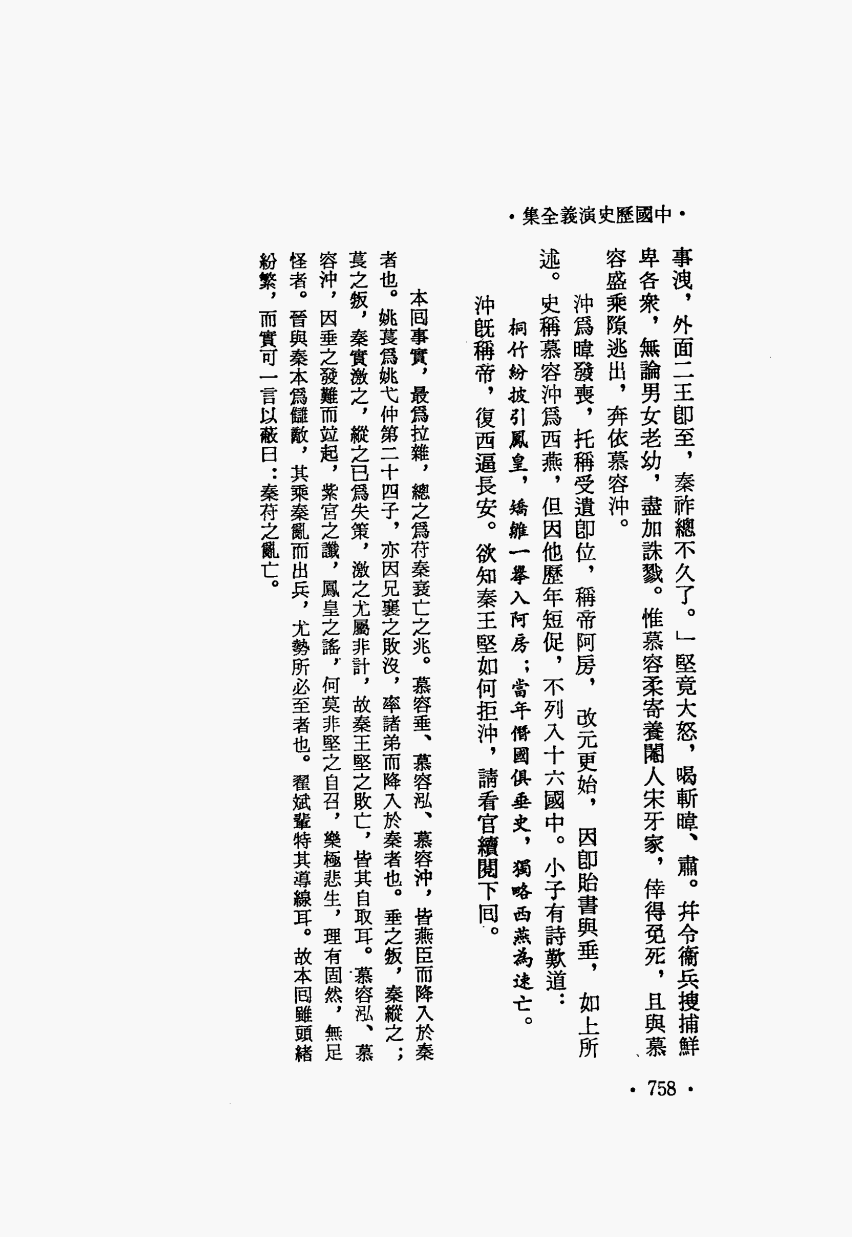 ·中國歷史演義全集·
事洩，外面二王卽至，秦祚總不久了。」堅竟大怒，喝斬暐、肅。幷令衞兵搜捕鮮
卑各衆，無論男女老幼，盡加誅戮。惟慕容柔寄養閹人宋牙家，倖得免死，且與慕
容盛乘隙逃出，奔依慕容沖。
沖爲暐發喪，托稱受遺卽位，稱帝阿房，改元更始，因卽貽書與垂，如上所
述。史稱慕容沖爲西燕，但因他歷年短促，不列入十六國中。小子有詩歎道：
桐竹紛披引鳳皇，矯雛一舉入阿房；當年僭國俱垂史，獨略西燕為速亡。
沖旣稱帝，復西逼長安。欲知秦王堅如何拒沖，請看官續閱下回。
本回事實，最爲拉雜，總之爲苻秦衰亡之兆。慕容垂、慕容泓、慕容沖，皆燕臣而降入於秦
者也。姚萇爲姚弋仲第二十四子，亦因兄襄之敗沒，率諸弟而降入於秦者也。垂之叛，秦縱之；
萇之叛，秦實激之，縱之已爲失策，激之尤屬非計，故秦王堅之敗亡，皆其自取耳。慕容泓、慕
容沖，因垂之發難而竝起，紫宮之讖，鳳皇之謠，何莫非堅之自召，樂極悲生，理有固然，無足
怪者。晉與秦本爲讎敵，其乘秦亂而出兵，尤勢所必至者也。翟斌輩特其導線耳。故本回雖頭緒
紛繁，而實可一言以蔽曰：秦苻之亂亡。
·758·